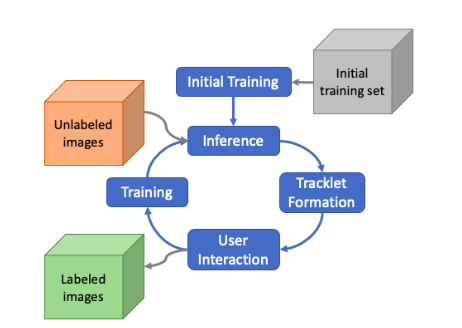 Initial Training
Initial
training set
Unlabeled
images
Inference
Training
Tracklet
Formation
User
Interaction
Labeled
images